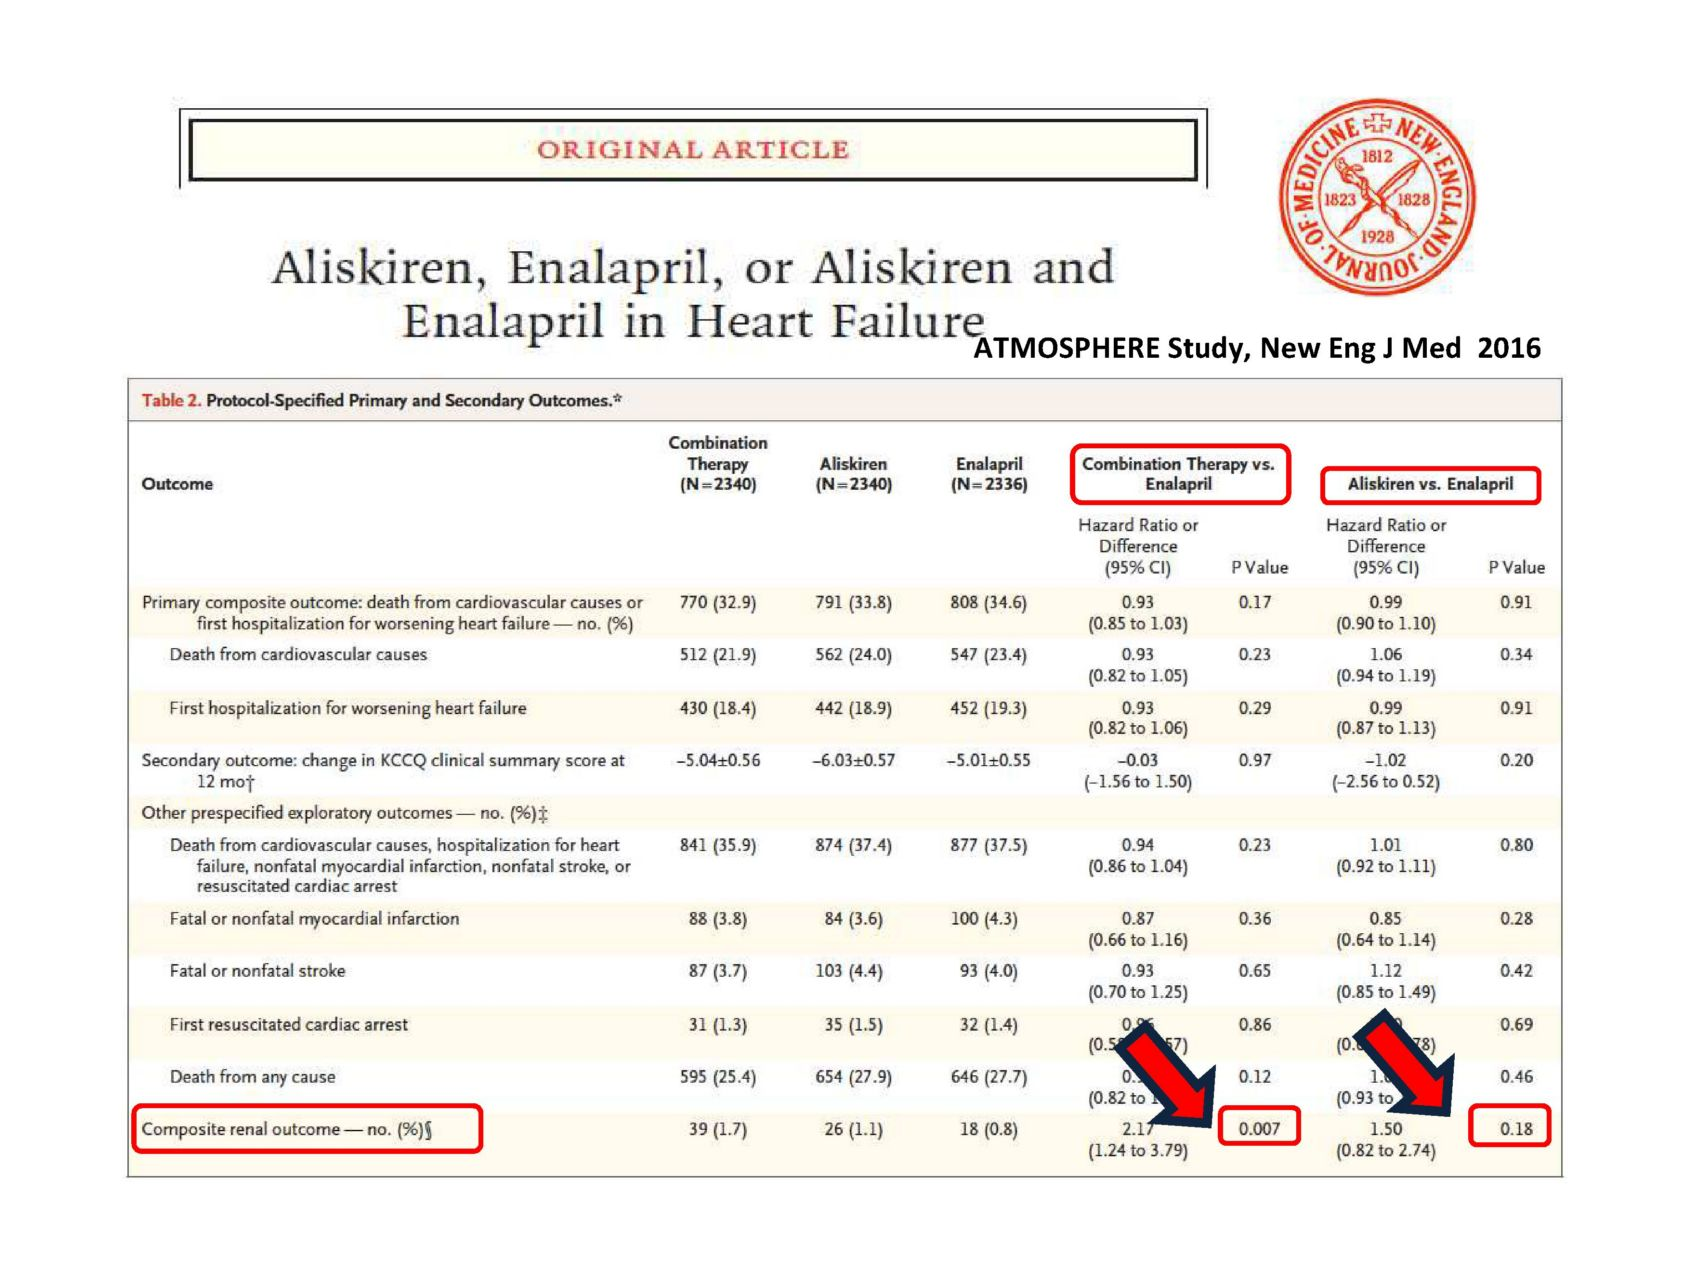 ORIGINAL ARTICLE
NEW ENGLAND JOURNAL OF MEDICINE
1812
1823 1828
1928
Aliskiren, Enalapril, or Aliskiren and
Enalapril in Heart Failure
ATMOSPHERE Study, New Eng J Med 2016
Table 2. Protocol-Specified Primary and Secondary Outcomes.*
Outcome
Combination Therapy (N=2340)
Aliskiren (N=2340)
Enalapril (N=2336)
Combination Therapy vs. Enalapril
Aliskiren vs. Enalapril
Hazard Ratio or Difference (95% CI) P Value Hazard Ratio or Difference (95% CI) P Value
Primary composite outcome: death from cardiovascular causes or 770 (32.9) 791 (33.8) 808 (34.6) 0.93 0.17 0.99 0.91
first hospitalization for worsening heart failure — no. (%) (0.85 to 1.03) (0.90 to 1.10)
Death from cardiovascular causes 512 (21.9) 562 (24.0) 547 (23.4) 0.93 0.23 1.06 0.34
(0.82 to 1.05) (0.94 to 1.19)
First hospitalization for worsening heart failure 430 (18.4) 442 (18.9) 452 (19.3) 0.93 0.29 0.99 0.91
(0.82 to 1.06) (0.87 to 1.13)
Secondary outcome: change in KCCQ clinical summary score at −5.04±0.56 −6.03±0.57 −5.01±0.55 −0.03 0.97 −1.02 0.20
12 mo† (−1.56 to 1.50) (−2.56 to 0.52)
Other prespecified exploratory outcomes — no. (%)‡
Death from cardiovascular causes, hospitalization for heart 841 (35.9) 874 (37.4) 877 (37.5) 0.94 0.23 1.01 0.80
failure, nonfatal myocardial infarction, nonfatal stroke, or (0.86 to 1.04) (0.92 to 1.11)
resuscitated cardiac arrest
Fatal or nonfatal myocardial infarction 88 (3.8) 84 (3.6) 100 (4.3) 0.87 0.36 0.85 0.28
(0.66 to 1.16) (0.64 to 1.14)
Fatal or nonfatal stroke 87 (3.7) 103 (4.4) 93 (4.0) 0.93 0.65 1.12 0.42
(0.70 to 1.25) (0.85 to 1.49)
First resuscitated cardiac arrest 31 (1.3) 35 (1.5) 32 (1.4) 0.86 0.69
Death from any cause 595 (25.4) 654 (27.9) 646 (27.7) 0.12 0.46
(0.82 to (0.93 to
Composite renal outcome — no. (%)§ 39 (1.7) 26 (1.1) 18 (0.8) 2.17 0.007 1.50 0.18
(1.24 to 3.79) (0.82 to 2.74)